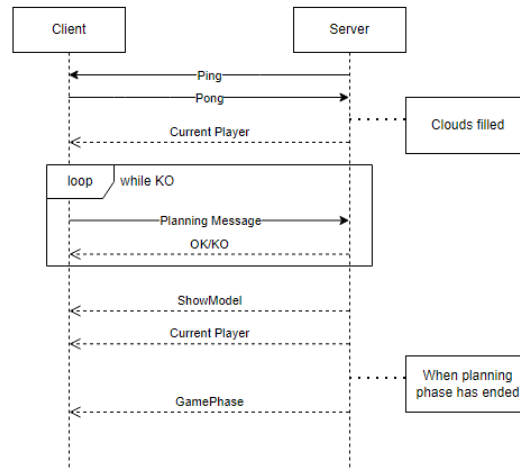 Client
Server
Ping
Pong
Clouds filled
Current Player
loop
while KO
Planning Message
OK/KO
ShowModel
Current Player
When planning
phase has ended
GamePhase